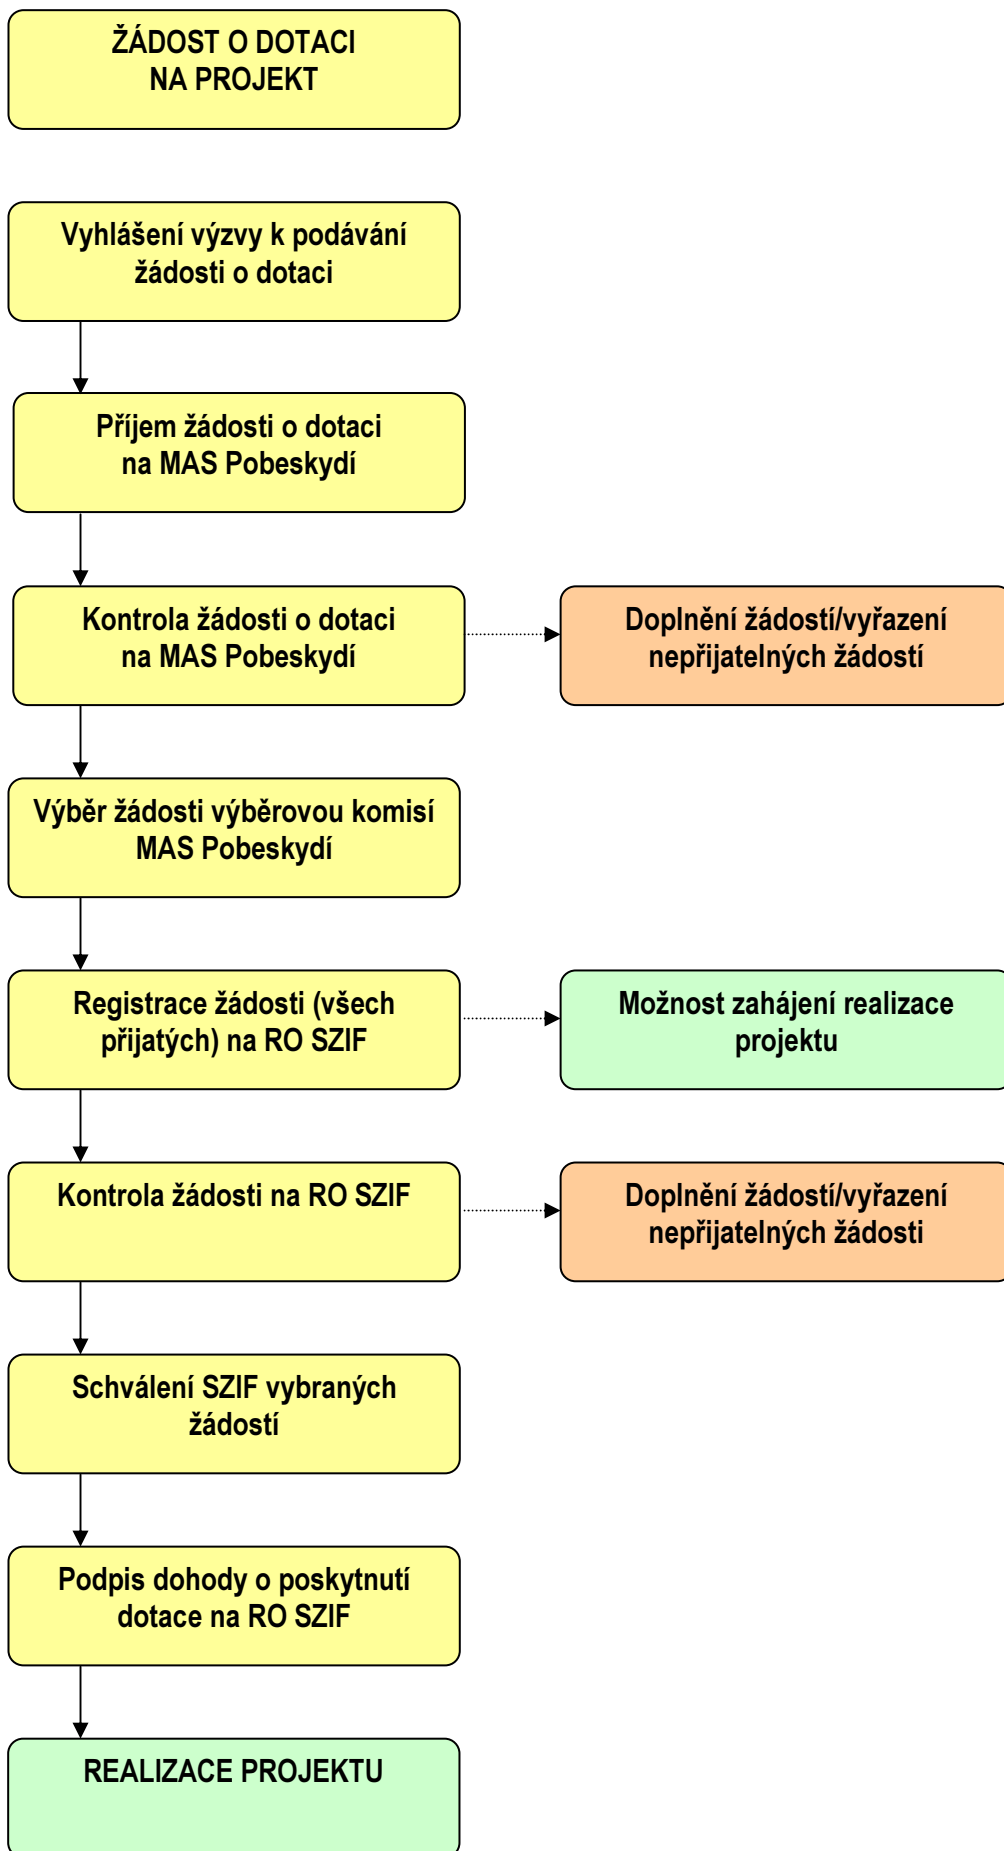 ŽÁDOST O DOTACI
NA PROJEKT
Vyhlášení výzvy k podávání
žádosti o dotaci
Příjem žádosti o dotaci
na MAS Pobeskydí
Kontrola žádosti o dotaci
na MAS Pobeskydí
Doplnění žádostí/vyřazení
nepřijatelných žádostí
Výběr žádosti výběrovou komisí
MAS Pobeskydí
Registrace žádosti (všech
přijatých) na RO SZIF
Možnost zahájení realizace
projektu
Kontrola žádosti na RO SZIF
Doplnění žádostí/vyřazení
nepřijatelných žádosti
Schválení SZIF vybraných
žádostí
Podpis dohody o poskytnutí
dotace na RO SZIF
REALIZACE PROJEKTU